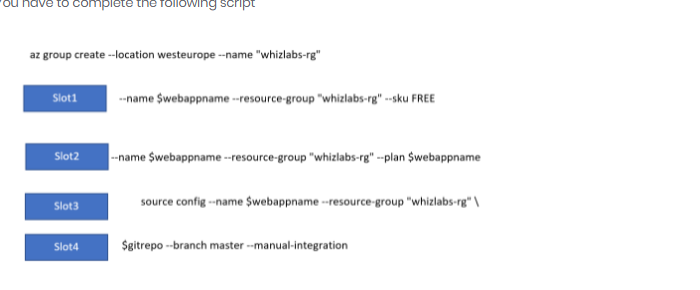 You have to complete the following script
az group create --location westeurope --name "whizlabs-rg"
Slot1 --name $webappname --resource-group "whizlabs-rg" --sku FREE
Slot2 --name $webappname --resource-group "whizlabs-rg" --plan $webappname
Slot3 source config --name $webappname --resource-group "whizlabs-rg" \
Slot4 $gitrepo --branch master --manual-integration